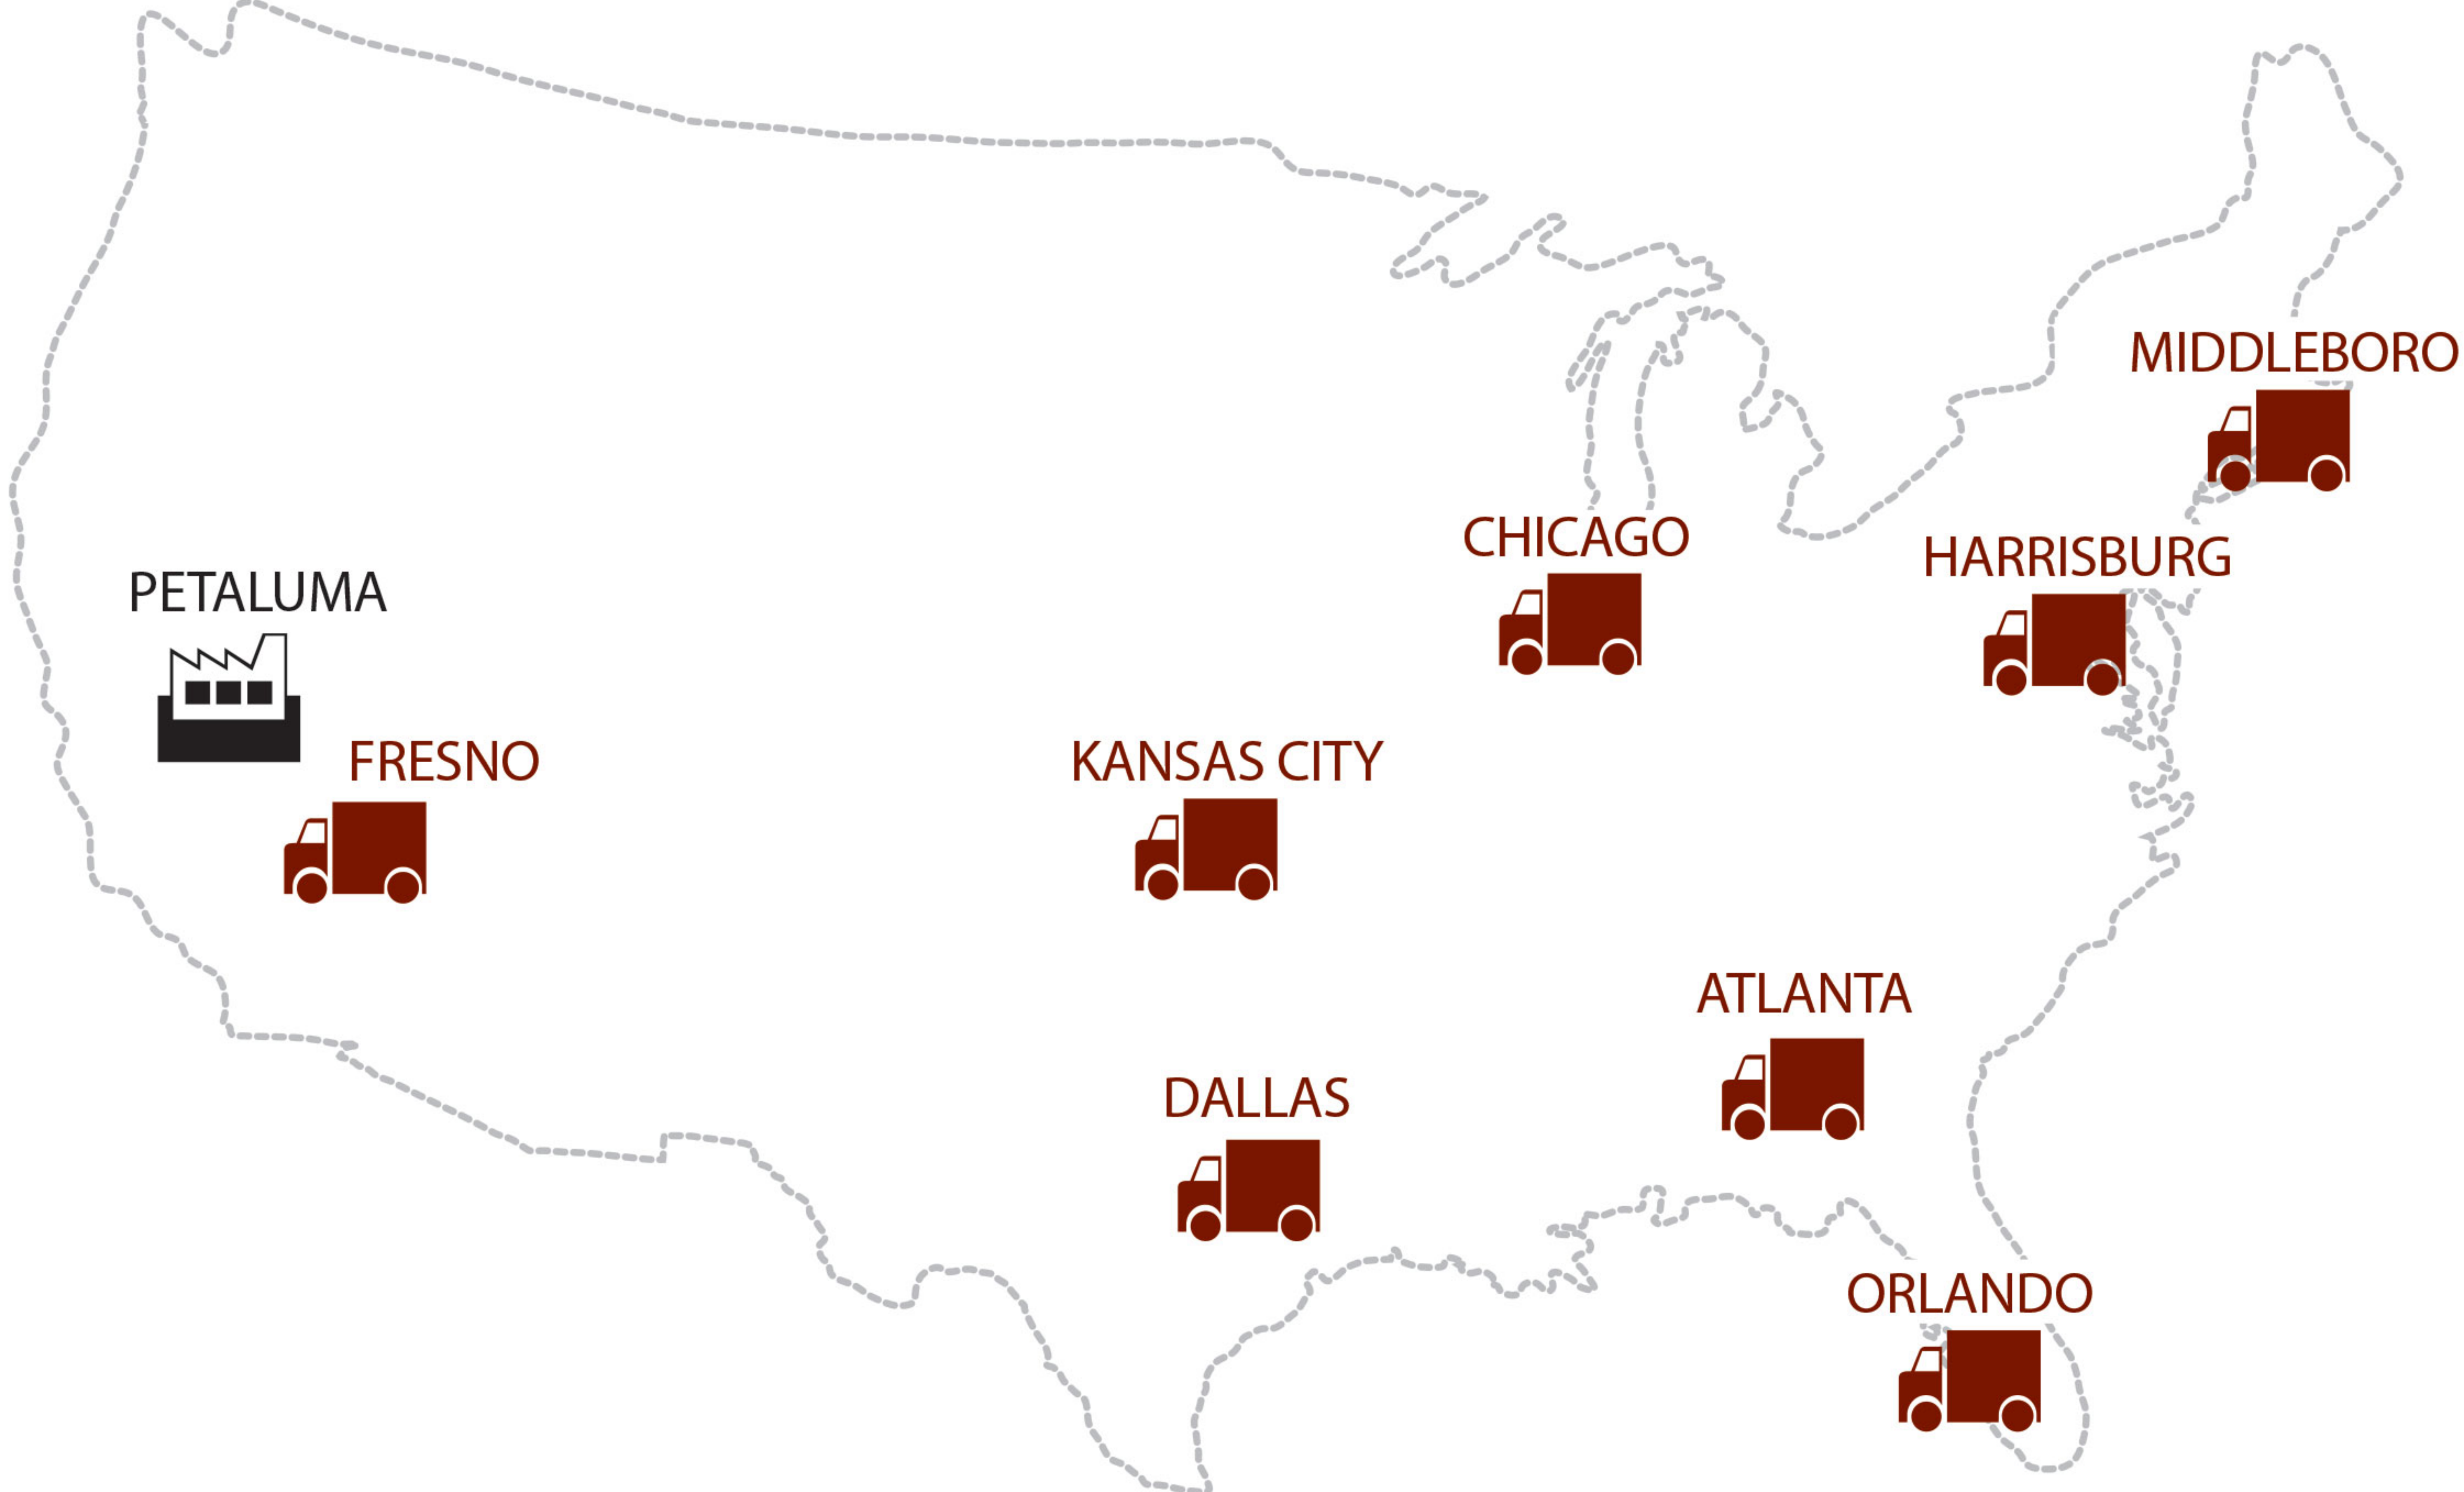 MIDDLEBORO
CHICAGO
HARRISBURG
PETALUMA
FRESNO
KANSAS CITY
ATLANTA
DALLAS
ORLANDO